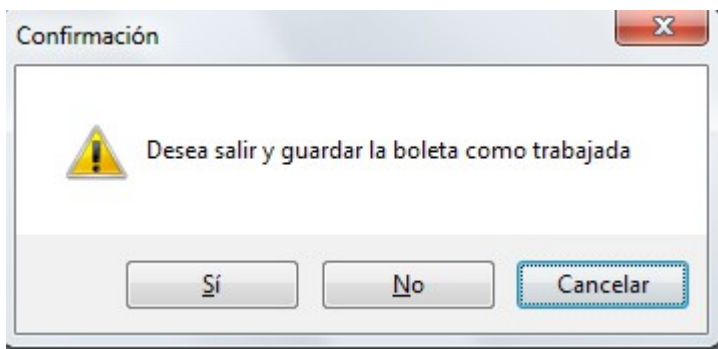 Confirmación
Desea salir y guardar la boleta como trabajada
Sí
No
Cancelar